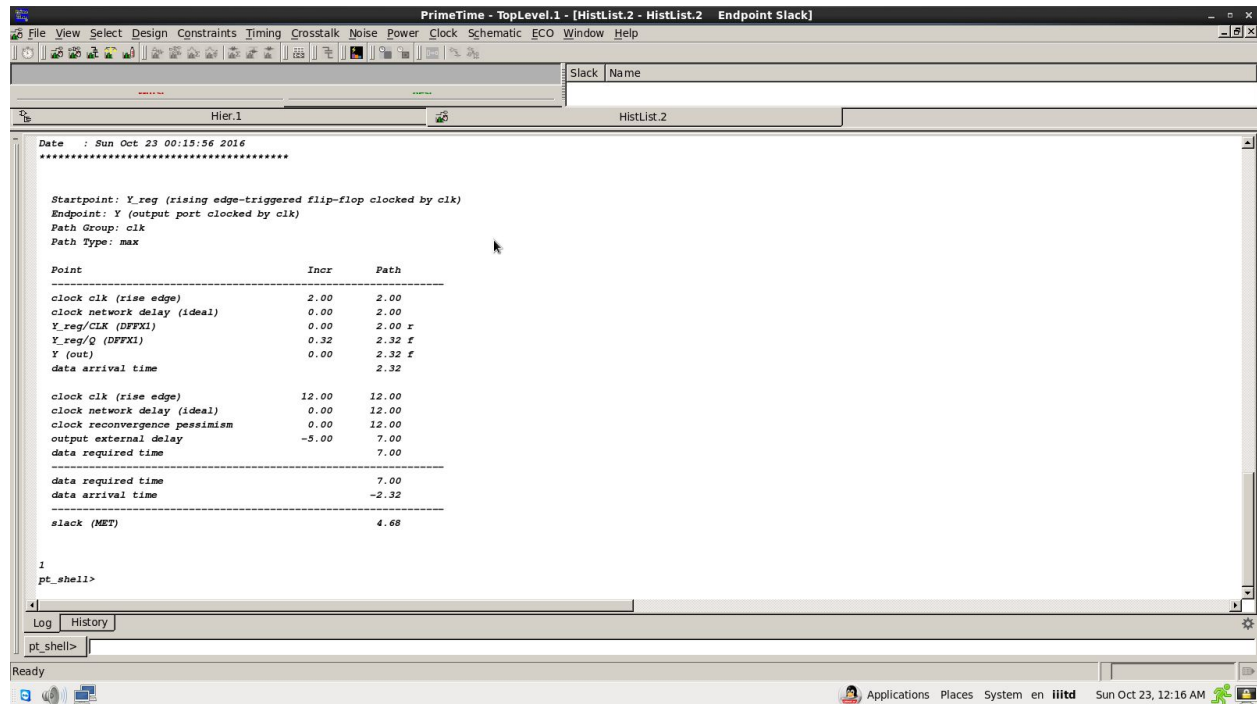 PrimeTime - TopLevel.1 - [HistList.2 - HistList.2 Endpoint Slack]
File View Select Design Constraints Timing Crosstalk Noise Power Clock Schematic ECO Window Help
Slack Name
Hier.1 HistList.2
Date : Sun Oct 23 00:15:56 2016
****************************************
Startpoint: Y_reg (rising edge-triggered flip-flop clocked by clk)
Endpoint: Y (output port clocked by clk)
Path Group: clk
Path Type: max
Point Incr Path
---------------------------------------------------------------
clock clk (rise edge) 2.00 2.00
clock network delay (ideal) 0.00 2.00
Y_reg/CLK (DFFX1) 0.00 2.00 r
Y_reg/Q (DFFX1) 0.32 2.32 f
Y (out) 0.00 2.32 f
data arrival time 2.32
clock clk (rise edge) 12.00 12.00
clock network delay (ideal) 0.00 12.00
clock reconvergence pessimism 0.00 12.00
output external delay -5.00 7.00
data required time 7.00
---------------------------------------------------------------
data required time 7.00
data arrival time -2.32
---------------------------------------------------------------
slack (MET) 4.68
1
pt_shell>
Log History
pt_shell>
Ready
Applications Places System en iiitd Sun Oct 23, 12:16 AM